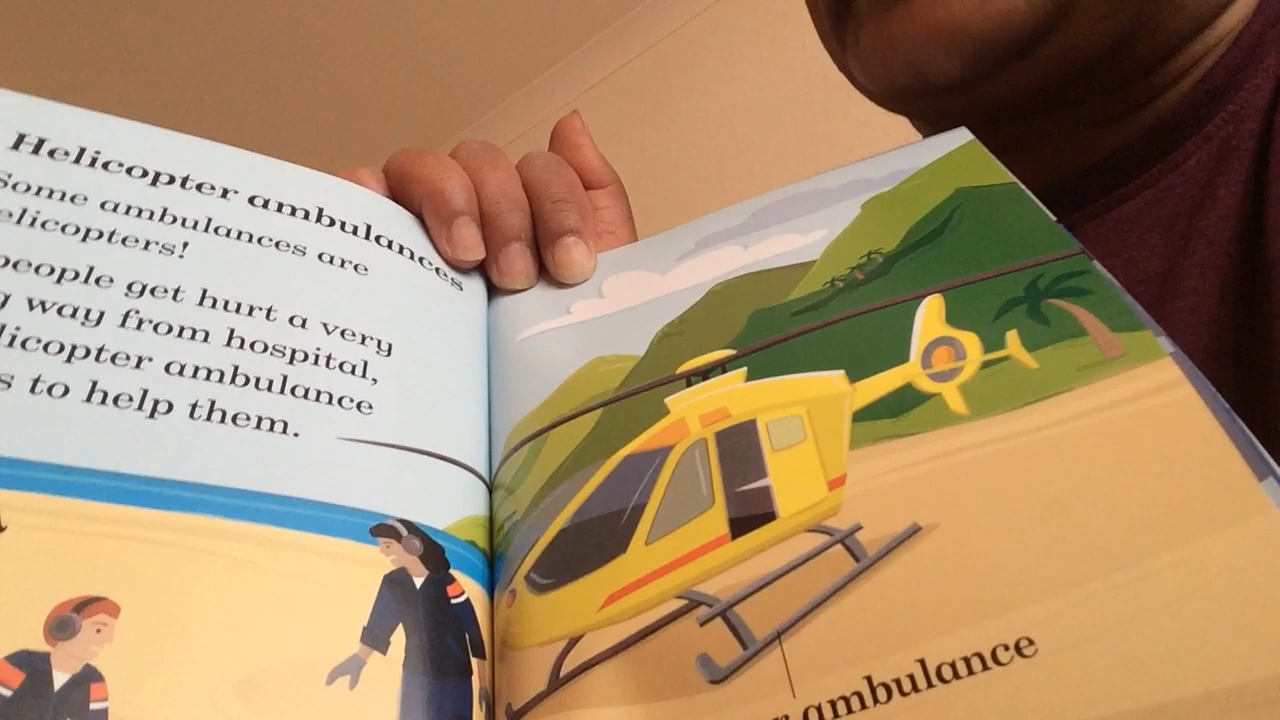 Helicopter ambulances
Some ambulances are
elicopters!
people get hurt a very
g way from hospital,
licopter ambulance
s to help them.
r ambulance